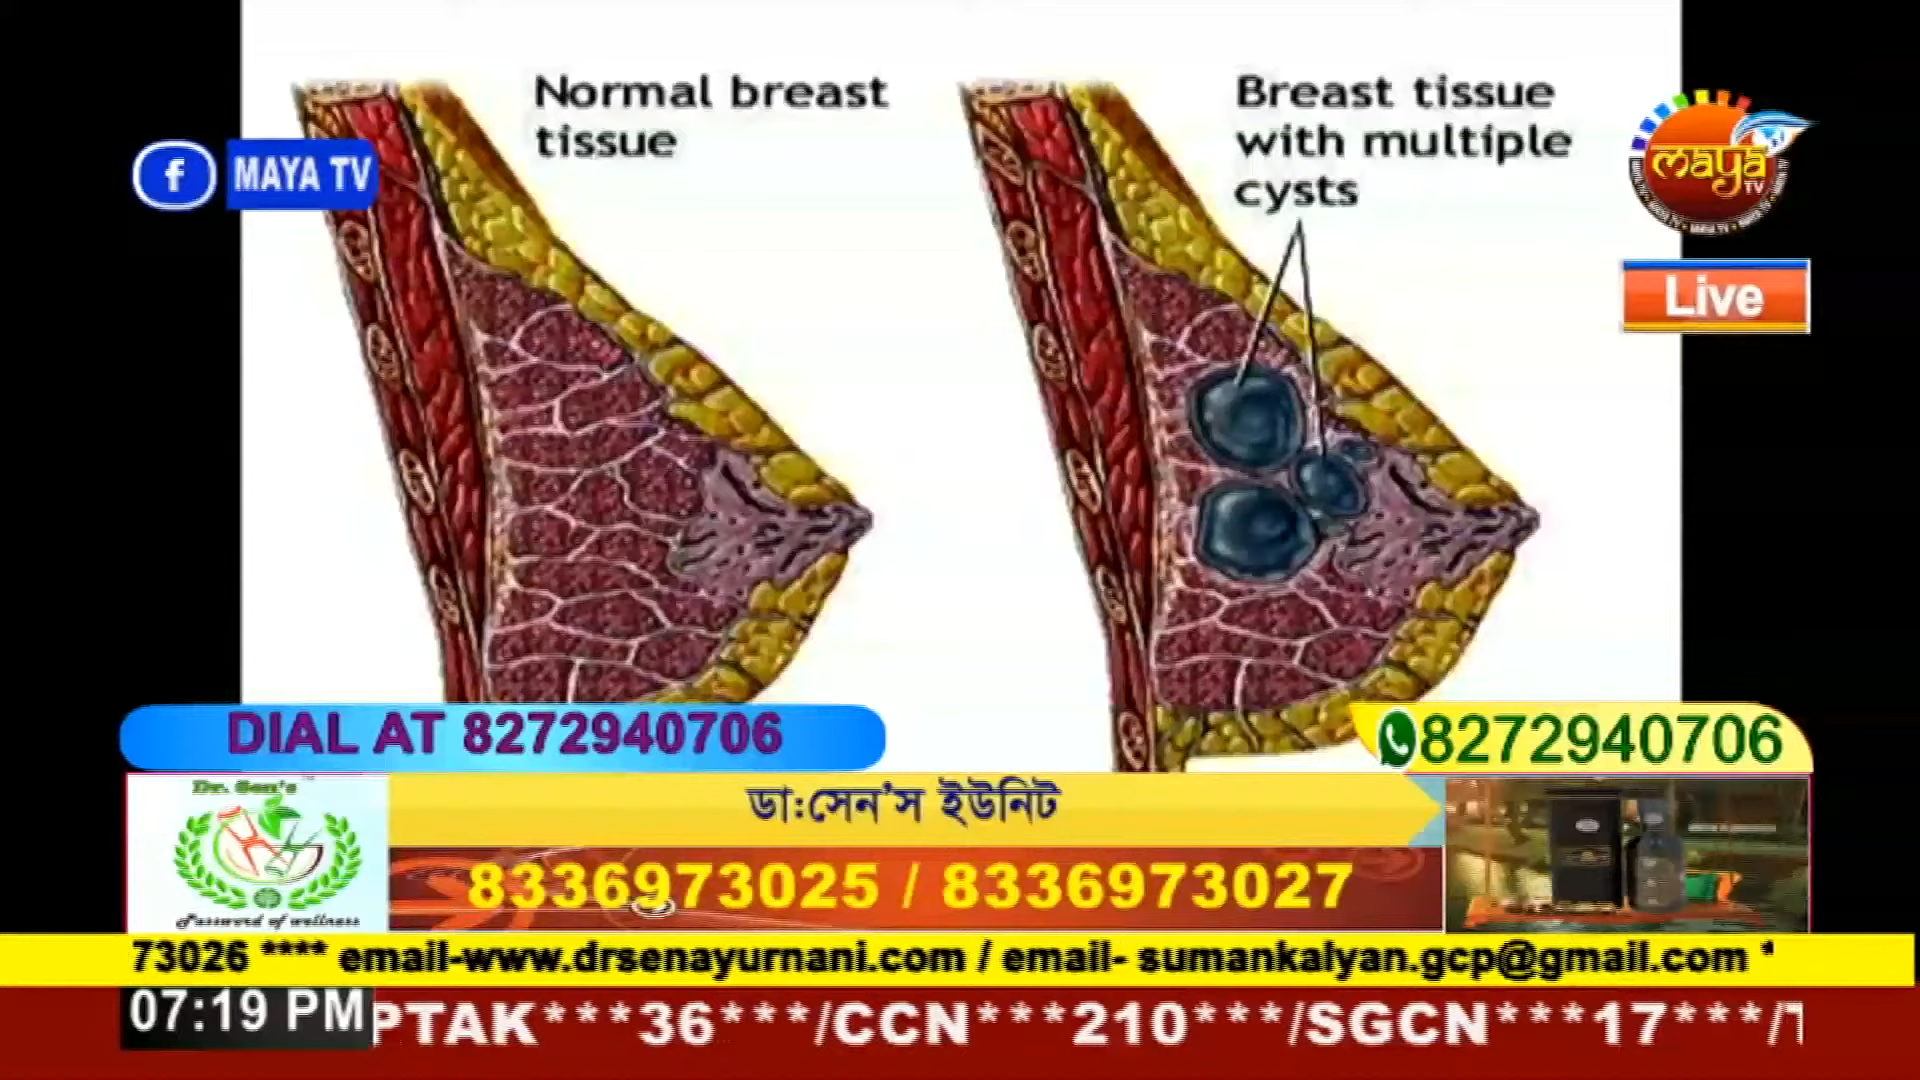 Normal breast
tissue
Breast tissue
with multiple
cysts
f MAYA TV
माया TV
Live
DIAL AT 8272940706
8272940706
Dr. Sen's
Password of wellness
ডা:সেন'স ইউনিট
8336973025 / 8336973027
73026 **** email-www.drsenayurnani.com / email- sumankalyan.gcp@gmail.com *
07:19 PM
PTAK***36***/CCN***210***/SGCN***17***/